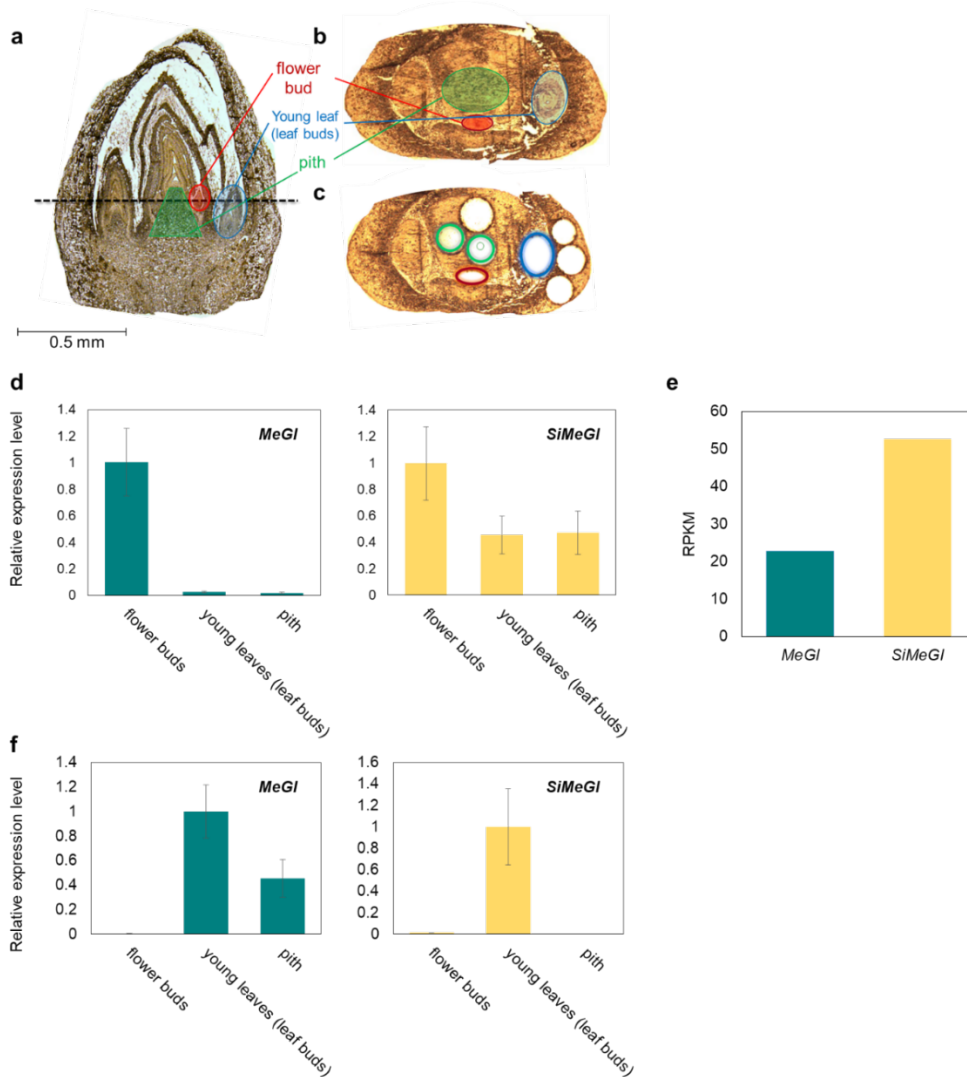 a
b
flower
bud
Young leaf
(leaf buds)
pith
c
0.5 mm
d
Relative expression level
1.4
1.2
1
0.8
0.6
0.4
0.2
0
MeGI
flower buds
young leaves (leaf buds)
pith
1.4
1.2
1
0.8
0.6
0.4
0.2
0
SiMeGI
flower buds
young leaves (leaf buds)
pith
e
RPKM
60
50
40
30
20
10
0
MeGI
SiMeGI
f
Relative expression level
1.4
1.2
1
0.8
0.6
0.4
0.2
0
MeGI
flower buds
young leaves (leaf buds)
pith
1.6
1.4
1.2
1
0.8
0.6
0.4
0.2
0
SiMeGI
flower buds
young leaves (leaf buds)
pith